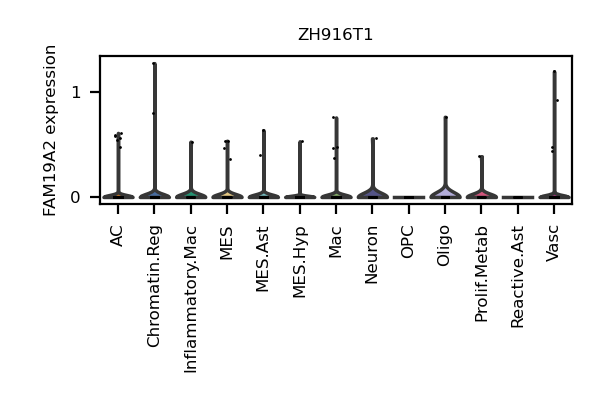 ZH916T1
FAM19A2 expression
1
0
AC
Chromatin.Reg
Inflammatory.Mac
MES
MES.Ast
MES.Hyp
Mac
Neuron
OPC
Oligo
Prolif.Metab
Reactive.Ast
Vasc